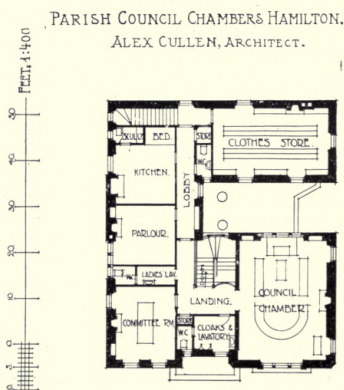 PARISH COUNCIL CHAMBERS HAMILTON.
ALEX CULLEN, ARCHITECT.
FEET. 1:400
50
40
30
20
10
0
5
SCULLY BED. STORE
W.C.
CLOTHES STORE.
KITCHEN.
LOBBY
PARLOUR.
LADIES LAV.
LANDING.
COUNCIL
CHAMBER
COMMITTEE RM.
STORE
W.C.
CLOAKS &
LAVATORY